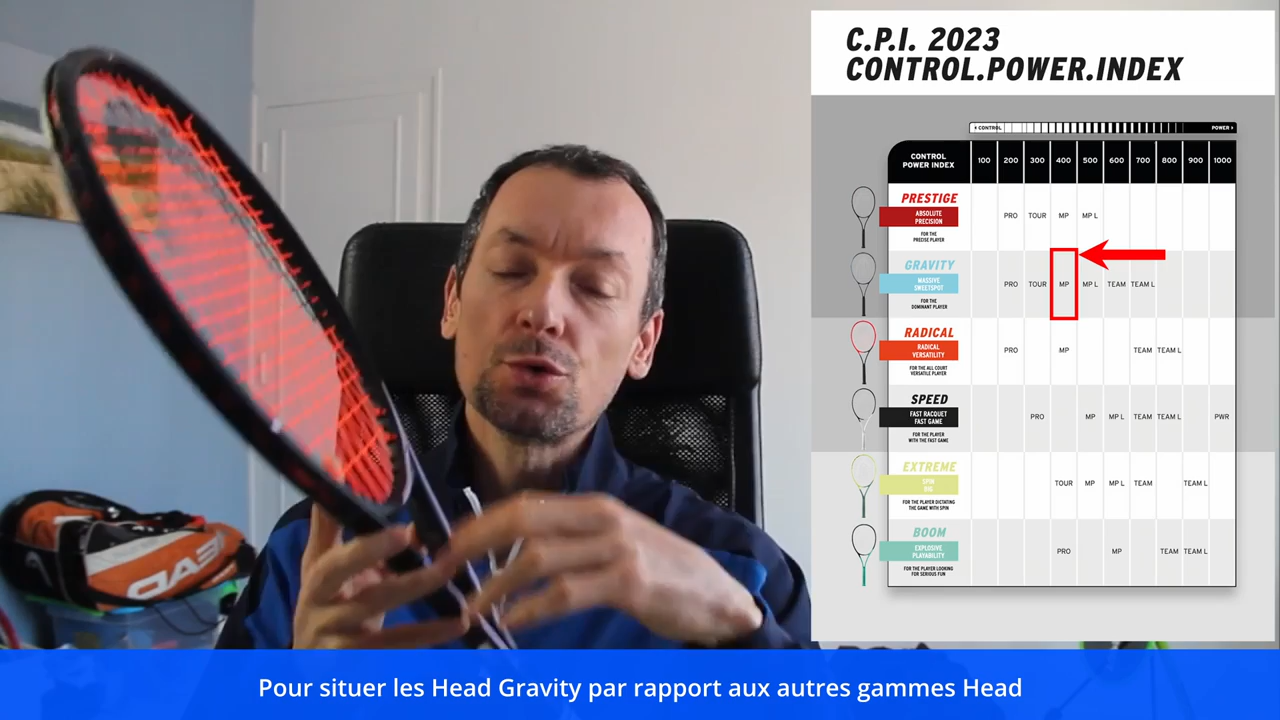 C.P.I. 2023
CONTROL.POWER.INDEX
CONTROL
POWER
CONTROL
POWER INDEX
100 200 300 400 500 600 700 800 900 1000
PRESTIGE
ABSOLUTE
PRECISION
FOR THE
PRECISE PLAYER
PRO TOUR MP MP L
GRAVITY
MASSIVE
SWEETSPOT
FOR THE
DOMINANT PLAYER
PRO TOUR MP MP L TEAM TEAM L
RADICAL
RADICAL
VERSATILITY
FOR THE ALL COURT
VERSATILE PLAYER
PRO MP TEAM TEAM L
SPEED
FAST RACQUET
FAST GAME
FOR THE PLAYER
WITH THE FAST GAME
PRO MP MP L TEAM TEAM L PWR
EXTREME
SPIN
FOR THE PLAYER DICTATING
THE GAME WITH SPIN
TOUR MP MP L TEAM TEAM L
BOOM
EXPLOSIVE
PLAYABILITY
FOR THE PLAYER LOOKING
FOR SERIOUS FUN
PRO MP TEAM TEAM L
HEAD
Pour situer les Head Gravity par rapport aux autres gammes Head